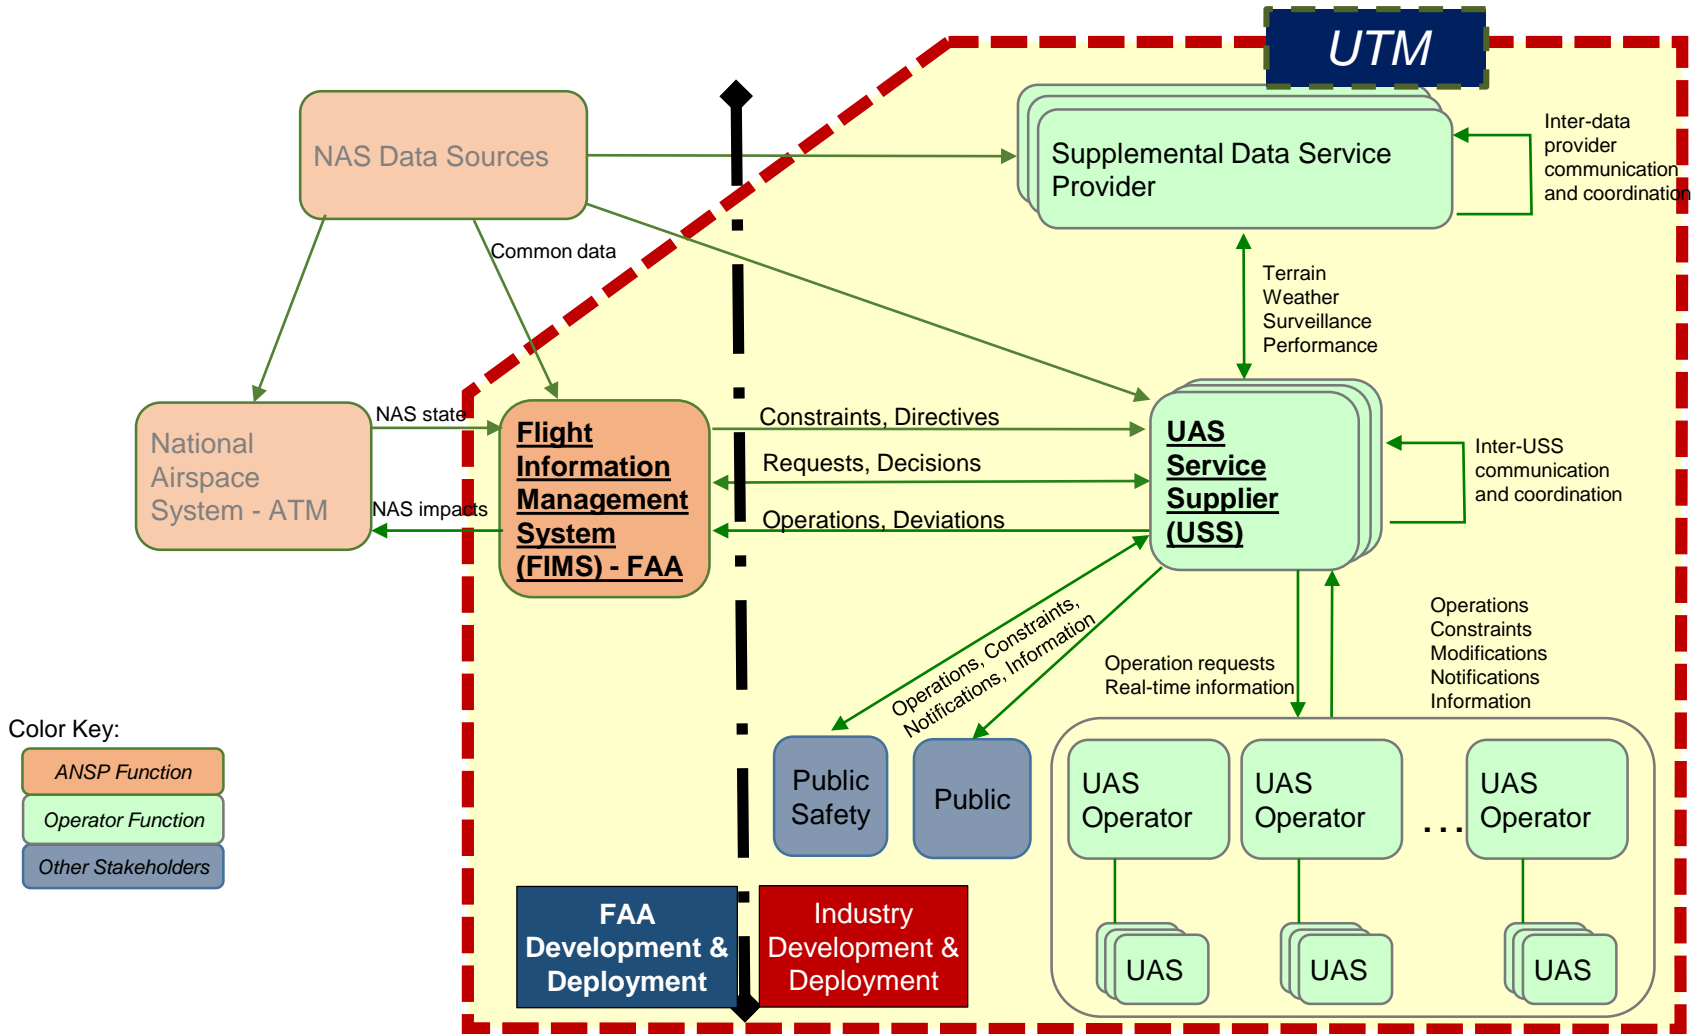 UTM
NAS Data Sources
Supplemental Data Service
Provider
Inter-data
provider
communication
and coordination
Common data
Terrain
Weather
Surveillance
Performance
National
Airspace
System - ATM
NAS state
NAS impacts
Flight
Information
Management
System
(FIMS) - FAA
Constraints, Directives
Requests, Decisions
Operations, Deviations
UAS
Service
Supplier
(USS)
Inter-USS
communication
and coordination
Operations, Constraints,
Notifications, Information
Operation requests
Real-time information
Operations
Constraints
Modifications
Notifications
Information
Color Key:
ANSP Function
Operator Function
Other Stakeholders
Public
Safety
Public
UAS
Operator
UAS
Operator
...
UAS
Operator
UAS
UAS
UAS
FAA
Development &
Deployment
Industry
Development &
Deployment